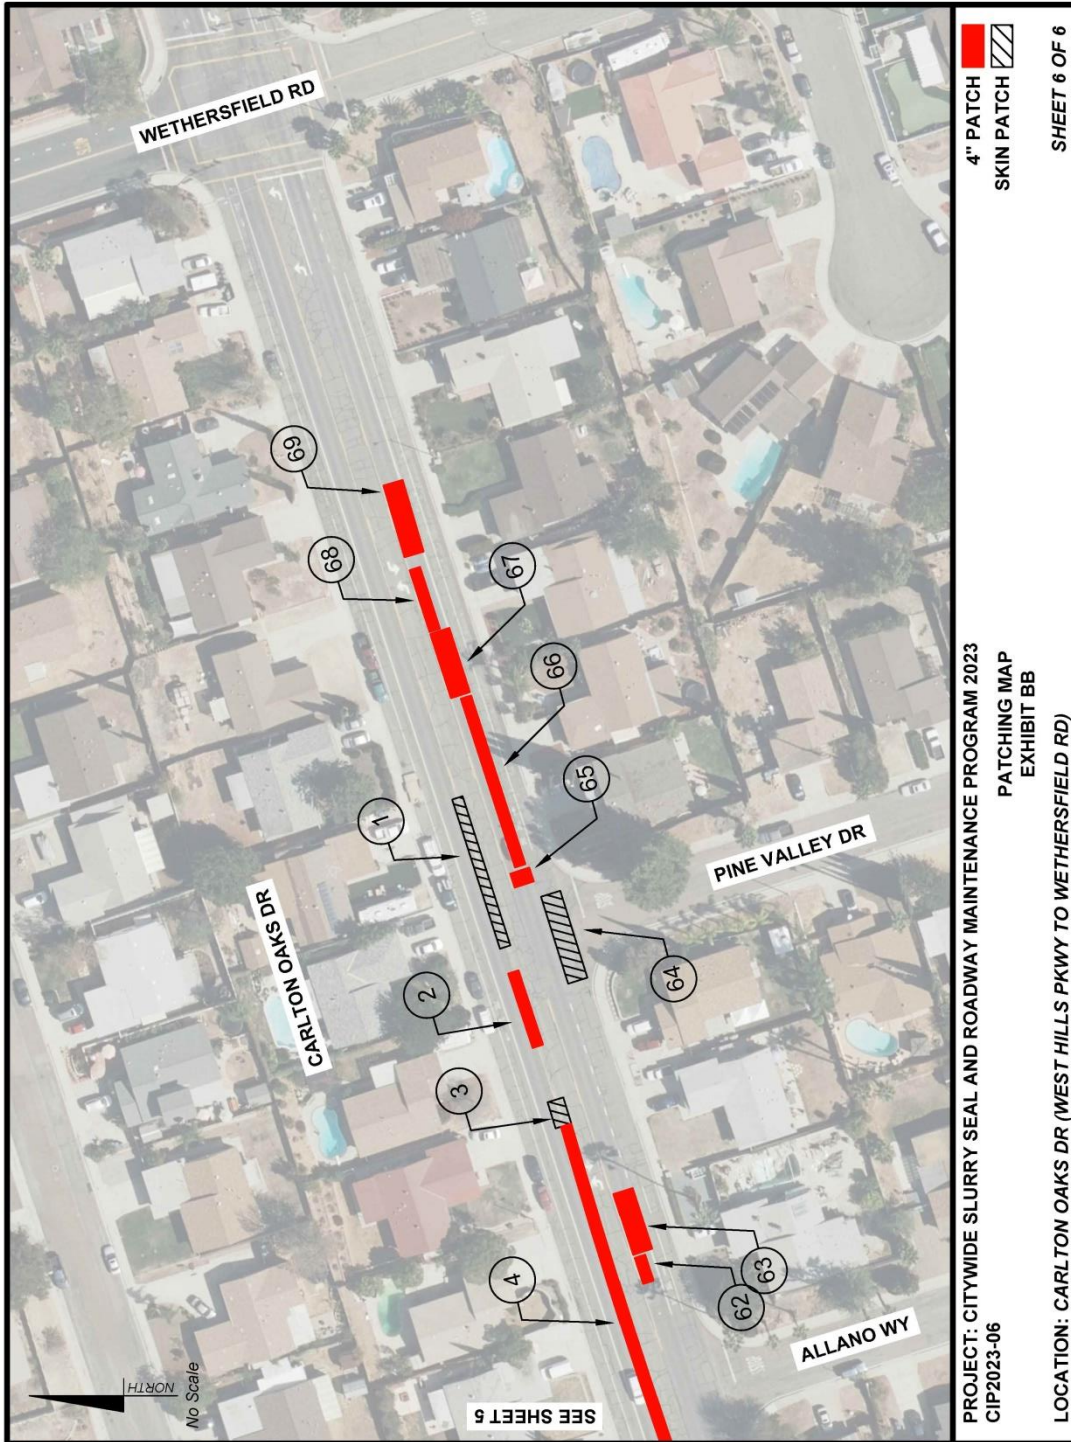 WETHERSFIELD RD
CARLTON OAKS DR
PINE VALLEY DR
ALLANO WY
69
68
67
66
65
64
1
2
3
4
62
63
SEE SHEET 5
NORTH
No Scale
4" PATCH
SKIN PATCH
PROJECT: CITYWIDE SLURRY SEAL AND ROADWAY MAINTENANCE PROGRAM 2023
CIP2023-06
PATCHING MAP
EXHIBIT BB
LOCATION: CARLTON OAKS DR (WEST HILLS PKWY TO WETHERSFIELD RD)
SHEET 6 OF 6